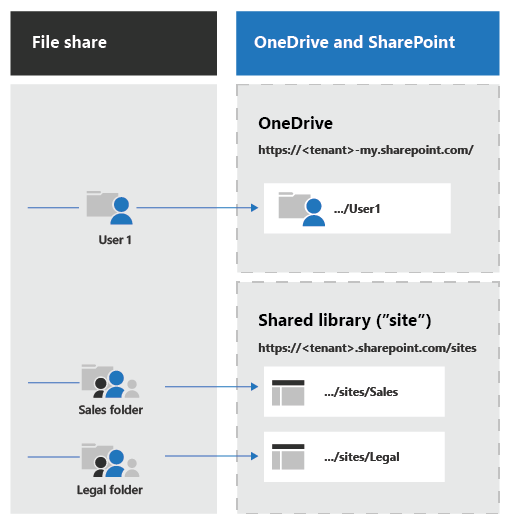 File share
OneDrive and SharePoint
OneDrive
https://<tenant>-my.sharepoint.com/
User 1
.../User1
Shared library ("site")
https://<tenant>.sharepoint.com/sites
Sales folder
.../sites/Sales
Legal folder
.../sites/Legal